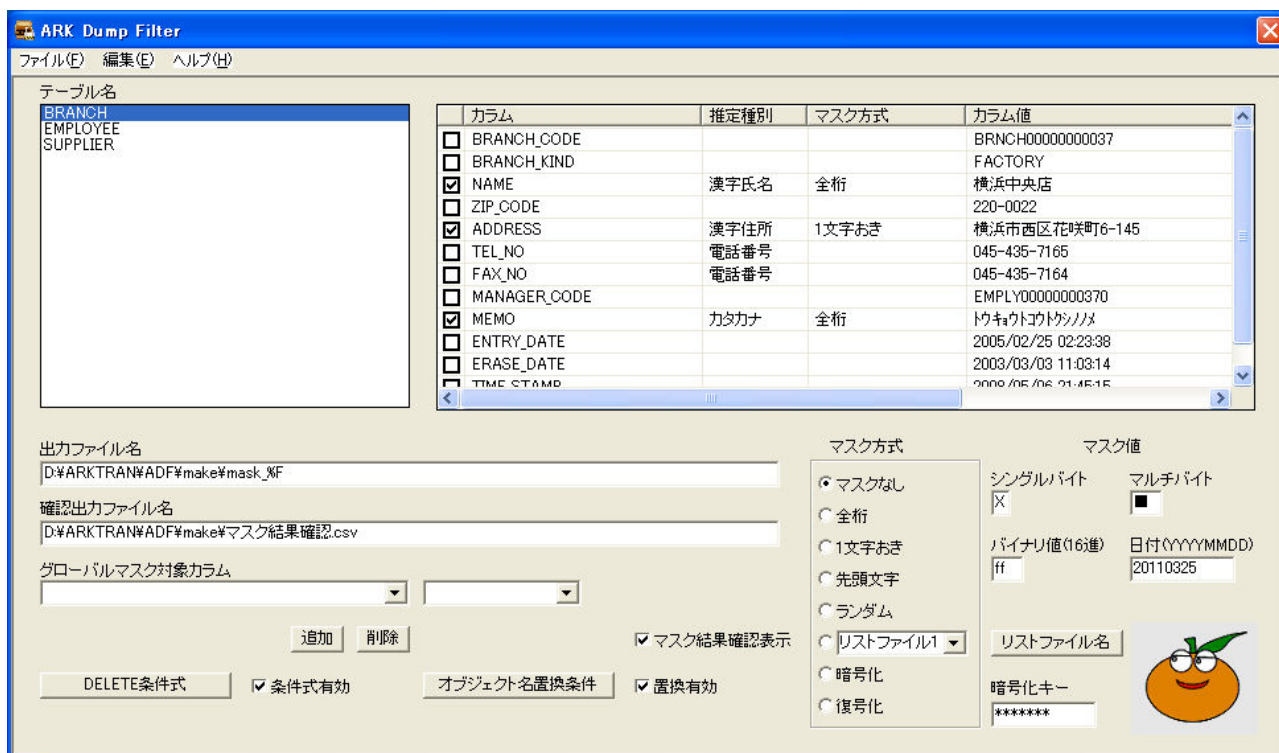 ARK Dump Filter
ファイル(F) 編集(E) ヘルプ(H)
テーブル名
BRANCH
EMPLOYEE
SUPPLIER
カラム 推定種別 マスク方式 カラム値
BRANCH_CODE BRNCH00000000037
BRANCH_KIND FACTORY
NAME 漢字氏名 全桁 横浜中央店
ZIP_CODE 220-0022
ADDRESS 漢字住所 1文字おき 横浜市西区花咲町6-145
TEL_NO 電話番号 045-435-7165
FAX_NO 電話番号 045-435-7164
MANAGER_CODE EMPLY00000000370
MEMO カタカナ 全桁 ﾄｳｷｮｳﾄｺｳﾄｸｼﾉﾉﾒ
ENTRY_DATE 2005/02/25 02:23:38
ERASE_DATE 2003/03/03 11:03:14
TIME_STAMP 2008/05/06 21:45:15
出力ファイル名
D:¥ARKTRAN¥ADF¥make¥mask_%F
確認出力ファイル名
D:¥ARKTRAN¥ADF¥make¥マスク結果確認.csv
グローバルマスク対象カラム
追加 削除
マスク結果確認表示
DELETE条件式 条件式有効 オブジェクト名置換条件 置換有効
マスク方式
マスクなし
全桁
1文字おき
先頭文字
ランダム
リストファイル1
暗号化
復号化
マスク値
シングルバイト マルチバイト
X ■
バイナリ値(16進) 日付(YYYYMMDD)
ff 20110325
リストファイル名
暗号化キー
*******